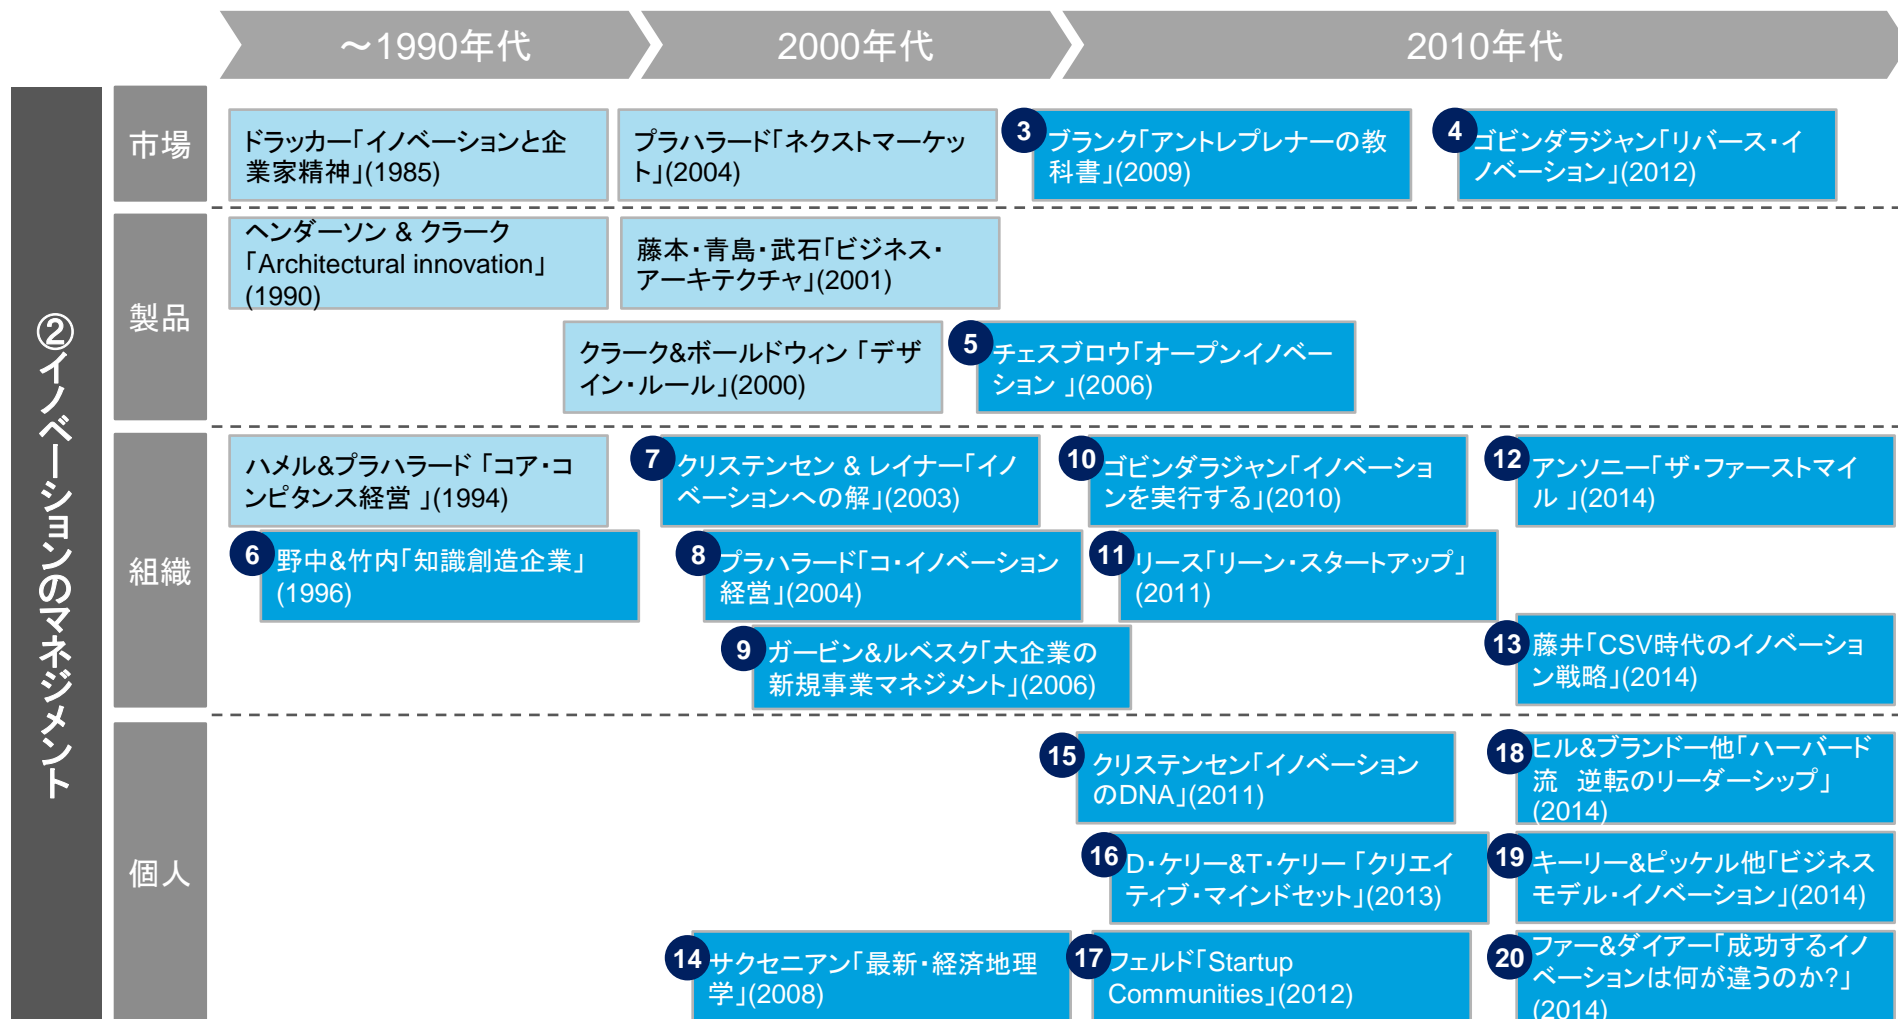 ～1990年代
2000年代
2010年代
②イノベーションのマネジメント
市場
ドラッカー「イノベーションと企
業家精神」(1985)
プラハラード「ネクストマーケッ
ト」(2004)
3
ブランク「アントレプレナーの教
科書」(2009)
4
ゴビンダラジャン「リバース・イ
ノベーション」(2012)
製品
ヘンダーソン & クラーク
「Architectural innovation」
(1990)
藤本・青島・武石「ビジネス・
アーキテクチャ」(2001)
クラーク&ボールドウィン 「デザ
イン・ルール」(2000)
5
チェスブロウ「オープンイノベー
ション 」(2006)
組織
ハメル&プラハラード 「コア・コ
ンピタンス経営 」(1994)
7
クリステンセン & レイナー「イノ
ベーションへの解」(2003)
10
ゴビンダラジャン「イノベーショ
ンを実行する」(2010)
12
アンソニー「ザ・ファーストマイ
ル 」(2014)
6
野中&竹内「知識創造企業」
(1996)
8
プラハラード「コ・イノベーション
経営」(2004)
11
リース「リーン・スタートアップ」
(2011)
9
ガービン&ルベスク「大企業の
新規事業マネジメント」(2006)
13
藤井「CSV時代のイノベーショ
ン戦略」(2014)
個人
15
クリステンセン「イノベーション
のDNA」(2011)
18
ヒル&ブランドー他「ハーバード
流　逆転のリーダーシップ」
(2014)
16
D・ケリー&T・ケリー 「クリエイ
ティブ・マインドセット」(2013)
19
キーリー&ピッケル他「ビジネス
モデル・イノベーション」(2014)
14
サクセニアン「最新・経済地理
学」(2008)
17
フェルド「Startup
Communities」(2012)
20
ファー&ダイアー「成功するイノ
ベーションは何が違うのか?」
(2014)